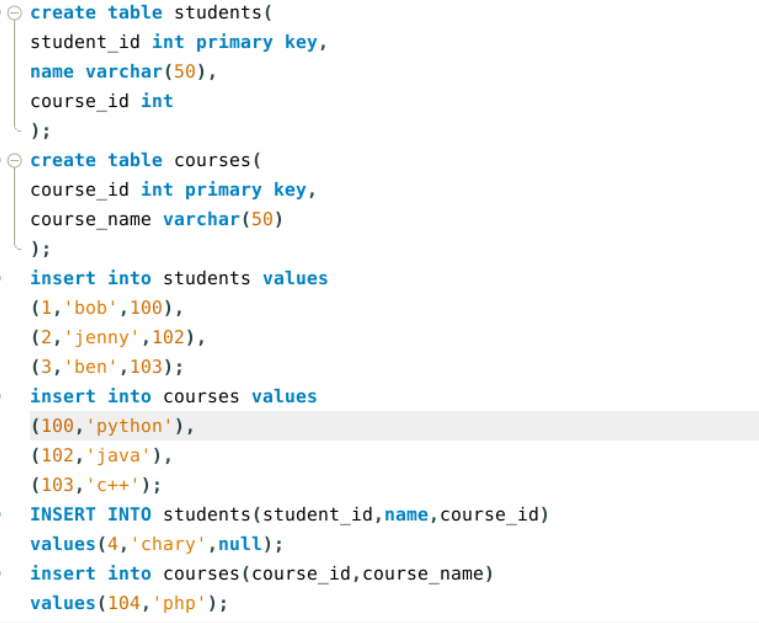 create table students(
student_id int primary key,
name varchar(50),
course_id int
);
create table courses(
course_id int primary key,
course_name varchar(50)
);
insert into students values
(1,'bob',100),
(2,'jenny',102),
(3,'ben',103);
insert into courses values
(100,'python'),
(102,'java'),
(103,'c++');
INSERT INTO students(student_id,name,course_id)
values(4,'chary',null);
insert into courses(course_id,course_name)
values(104,'php');